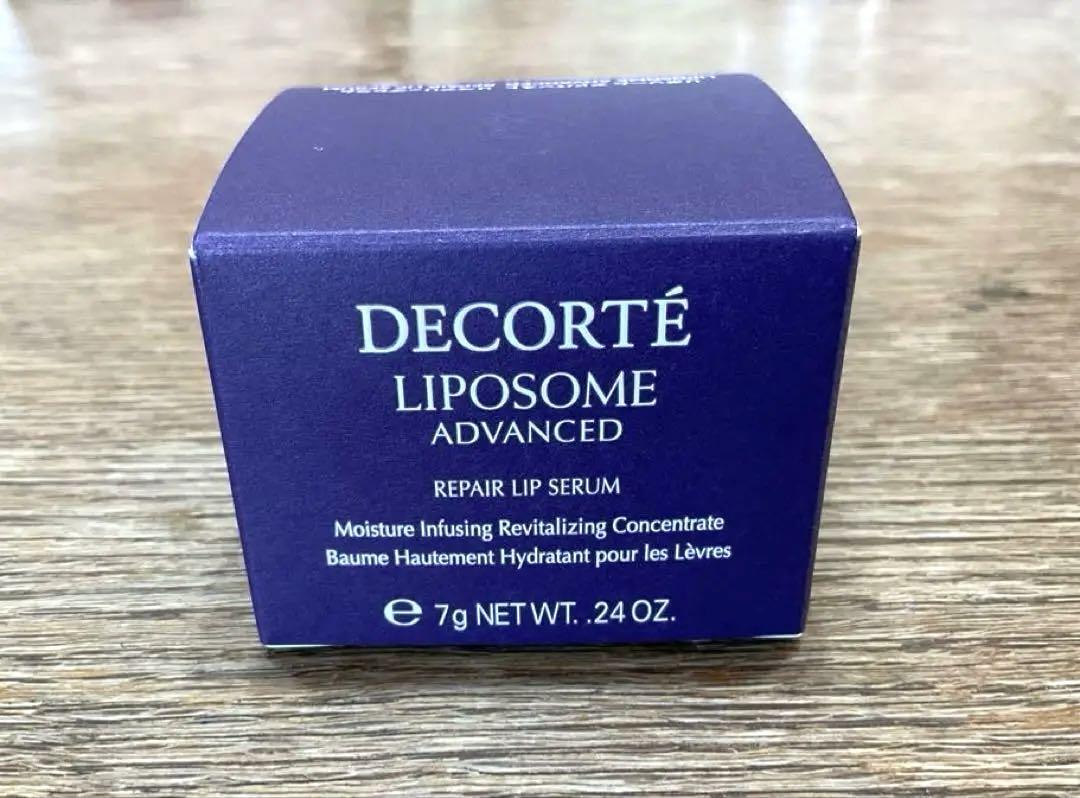 DECORTÉ
LIPOSOME
ADVANCED
REPAIR LIP SERUM
Moisture Infusing Revitalizing Concentrate
Baume Hautement Hydratant pour les Lèvres
℮ 7g NET WT. .24 OZ.